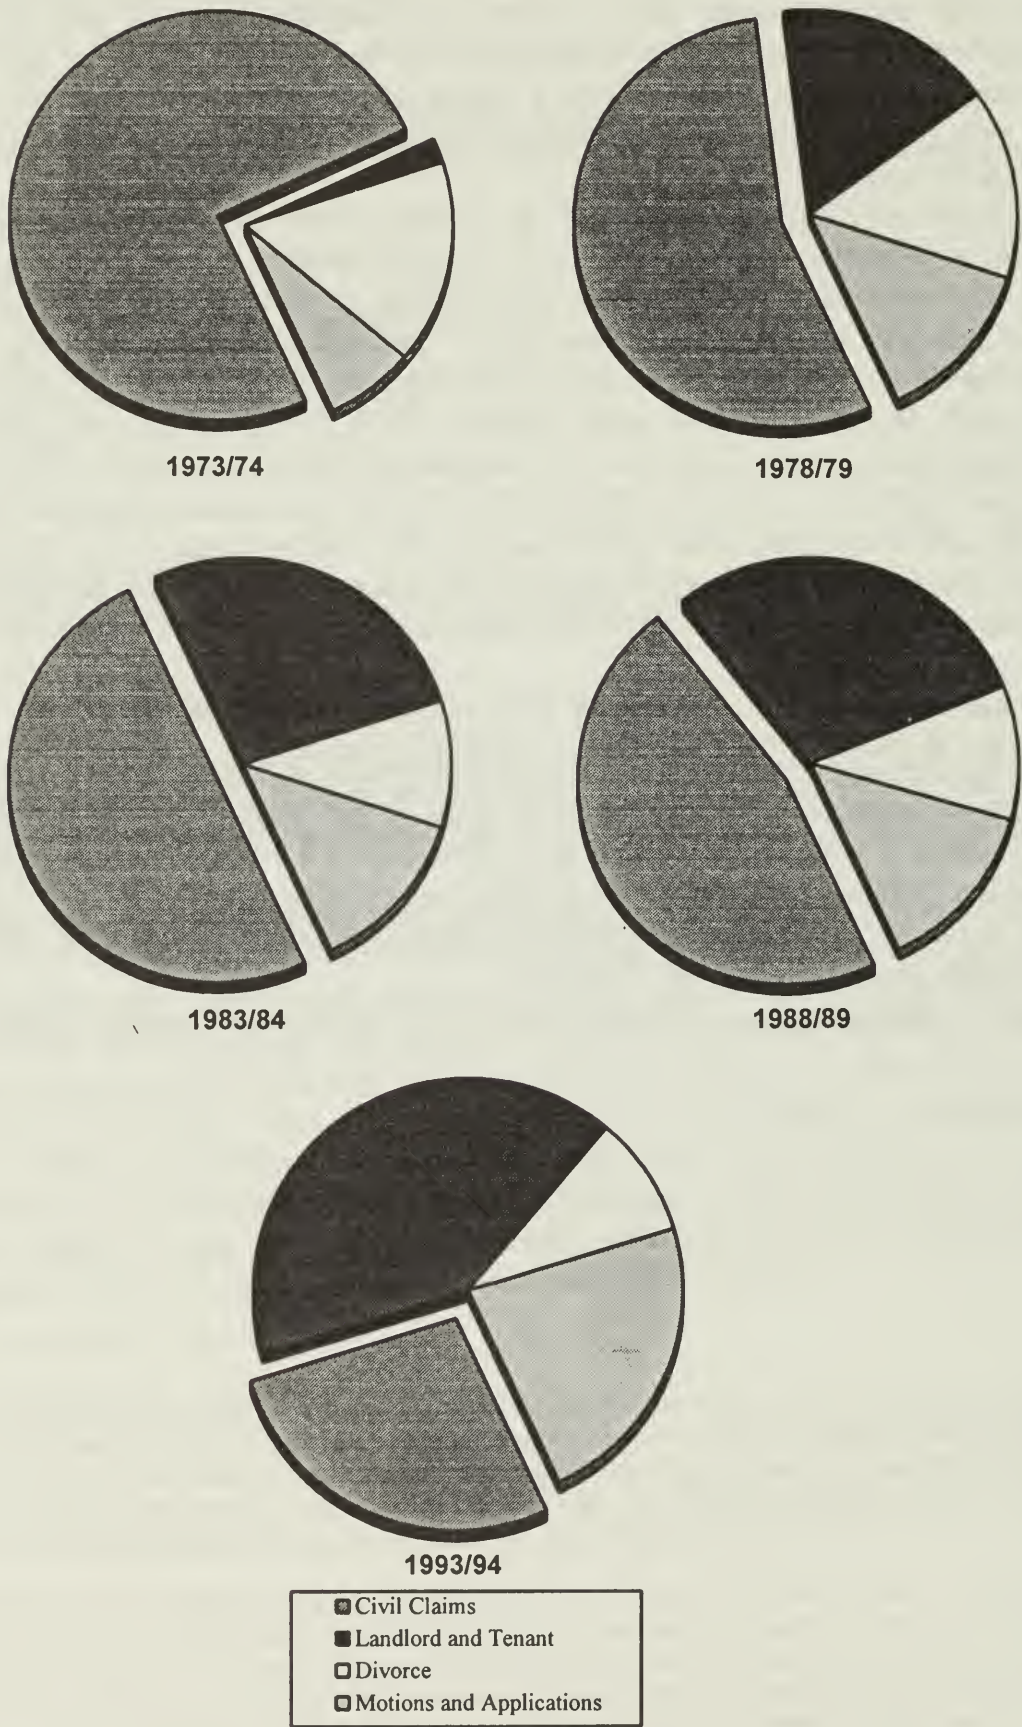 1973/74
1978/79
1983/84
1988/89
1993/94
Civil Claims
Landlord and Tenant
Divorce
Motions and Applications